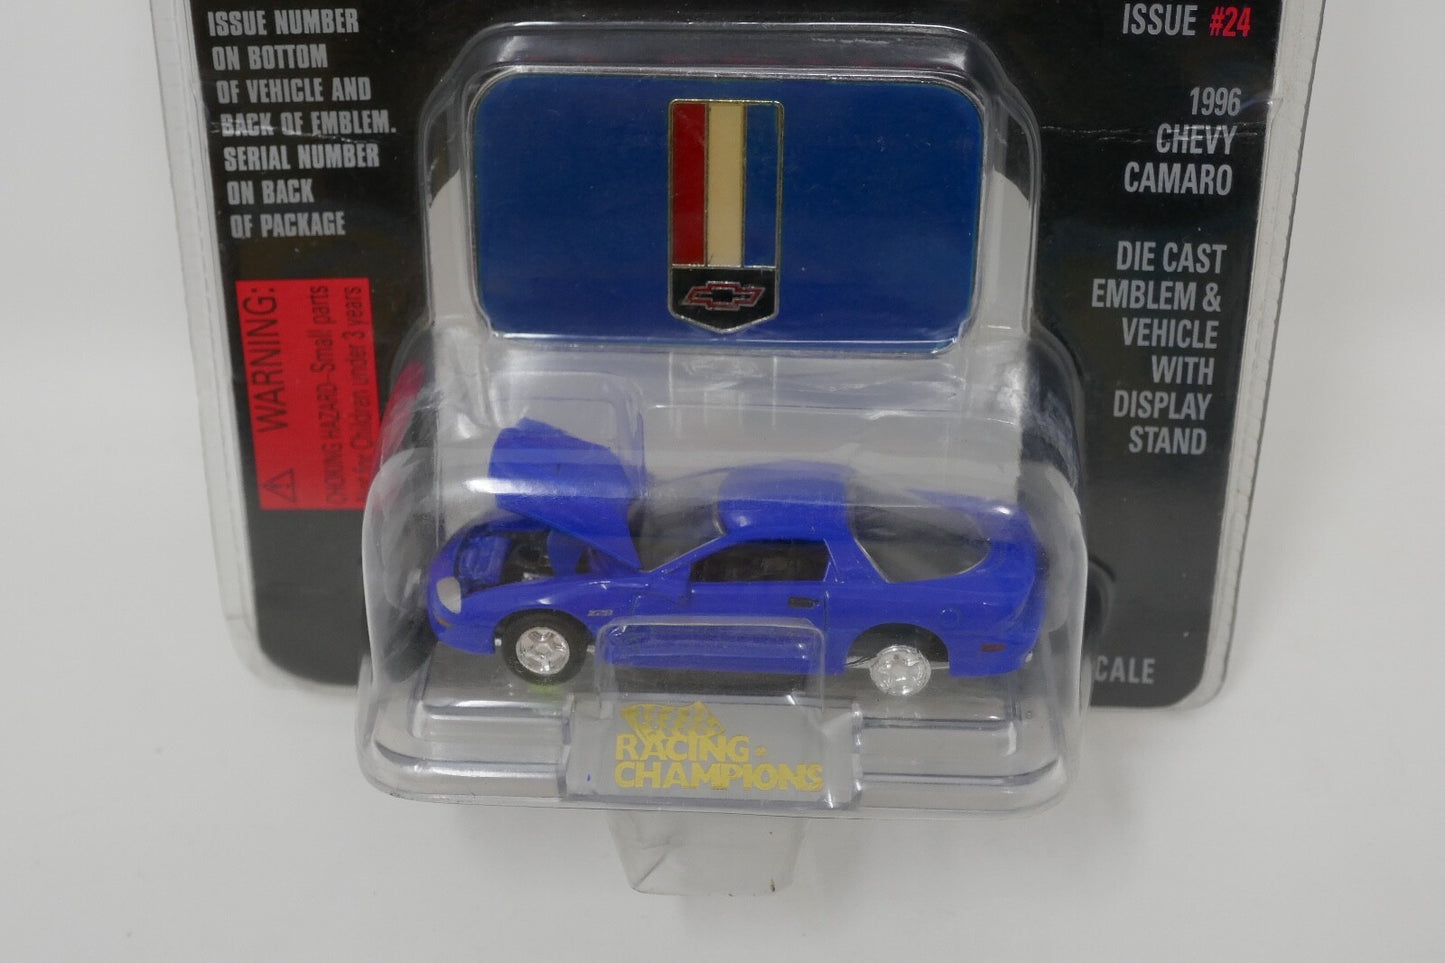 ISSUE NUMBER
ON BOTTOM
OF VEHICLE AND
BACK OF EMBLEM.
SERIAL NUMBER
ON BACK
OF PACKAGE
WARNING:
CHOKING HAZARD-Small parts
for Children under 3 years
ISSUE #24
1996
CHEVY
CAMARO
DIE CAST
EMBLEM &
VEHICLE
WITH
DISPLAY
STAND
CALE
Z28
RACING
CHAMPIONS